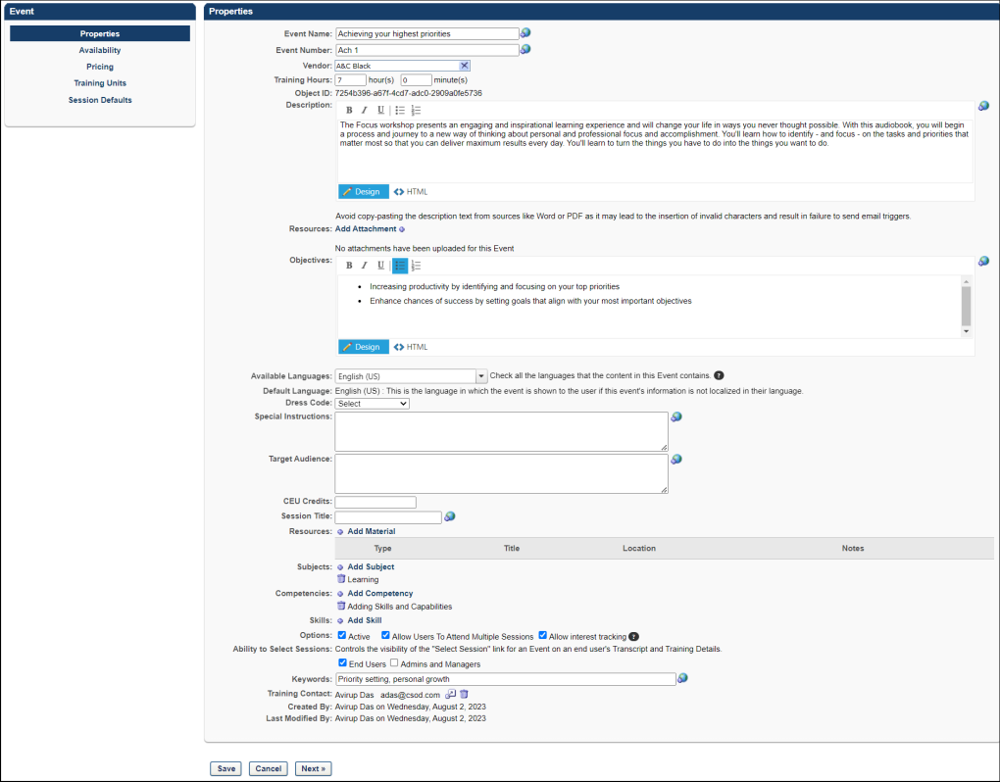 Event
Properties
Availability
Pricing
Training Units
Session Defaults
Properties
Event Name: Achieving your highest priorities
Event Number: Ach 1
Vendor: A&C Black
Training Hours: 7 hour(s) 0 minute(s)
Object ID: 7254b396-a67f-4cd7-adc0-2909a0fe5736
Description:
B I U
The Focus workshop presents an engaging and inspirational learning experience and will change your life in ways you never thought possible. With this audiobook, you will begin
a process and journey to a new way of thinking about personal and professional focus and accomplishment. You'll learn how to identify - and focus - on the tasks and priorities that
matter most so that you can deliver maximum results every day. You'll learn to turn the things you have to do into the things you want to do.
Design HTML
Avoid copy-pasting the description text from sources like Word or PDF as it may lead to the insertion of invalid characters and result in failure to send email triggers.
Resources: Add Attachment
No attachments have been uploaded for this Event
Objectives:
B I U
• Increasing productivity by identifying and focusing on your top priorities
• Enhance chances of success by setting goals that align with your most important objectives
Design HTML
Available Languages: English (US) Check all the languages that the content in this Event contains. ?
Default Language: English (US) : This is the language in which the event is shown to the user if this event's information is not localized in their language.
Dress Code: Select
Special Instructions:
Target Audience:
CEU Credits:
Session Title:
Resources: Add Material
Type Title Location Notes
Subjects: Add Subject
Learning
Competencies: Add Competency
Adding Skills and Capabilities
Skills: Add Skill
Options: Active Allow Users To Attend Multiple Sessions Allow interest tracking ?
Ability to Select Sessions: Controls the visibility of the "Select Session" link for an Event on an end user's Transcript and Training Details.
End Users Admins and Managers
Keywords: Priority setting, personal growth
Training Contact: Avirup Das adas@csod.com
Created By: Avirup Das on Wednesday, August 2, 2023
Last Modified By: Avirup Das on Wednesday, August 2, 2023
Save Cancel Next »